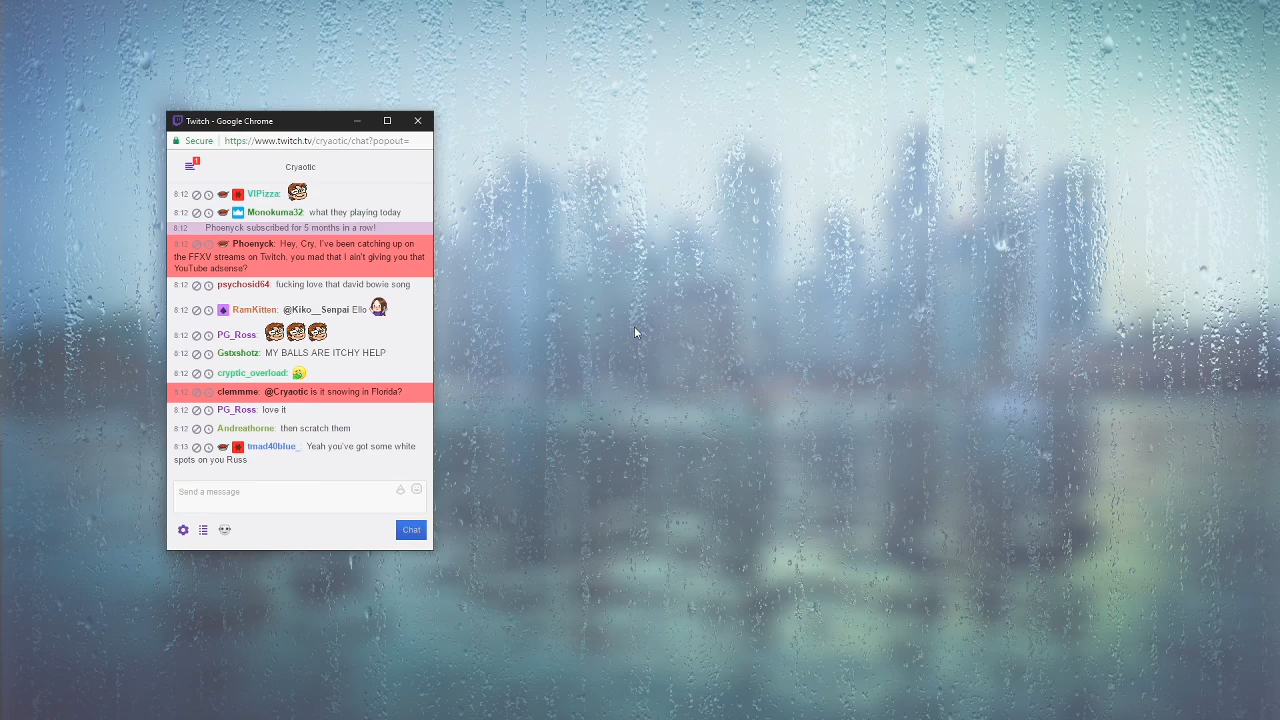 Twitch - Google Chrome
Secure https://www.twitch.tv/cryaotic/chat?popout=
1
Cryaotic
8:12 VIPizza:
8:12 Monokuma32: what they playing today
8:12 Phoenyck subscribed for 5 months in a row!
8:12 Phoenyck: Hey, Cry, I've been catching up on
the FFXV streams on Twitch. you mad that I ain't giving you that
YouTube adsense?
8:12 psychosid64: fucking love that david bowie song
8:12 RamKitten: @Kiko__Senpai Ello
8:12 PG_Ross:
8:12 Gstxshotz: MY BALLS ARE ITCHY HELP
8:12 cryptic_overload:
8:12 clemmme: @Cryaotic is it snowing in Florida?
8:12 PG_Ross: love it
8:12 Andreathorne: then scratch them
8:13 tmad40blue_: Yeah you've got some white
spots on you Russ
Send a message
Chat